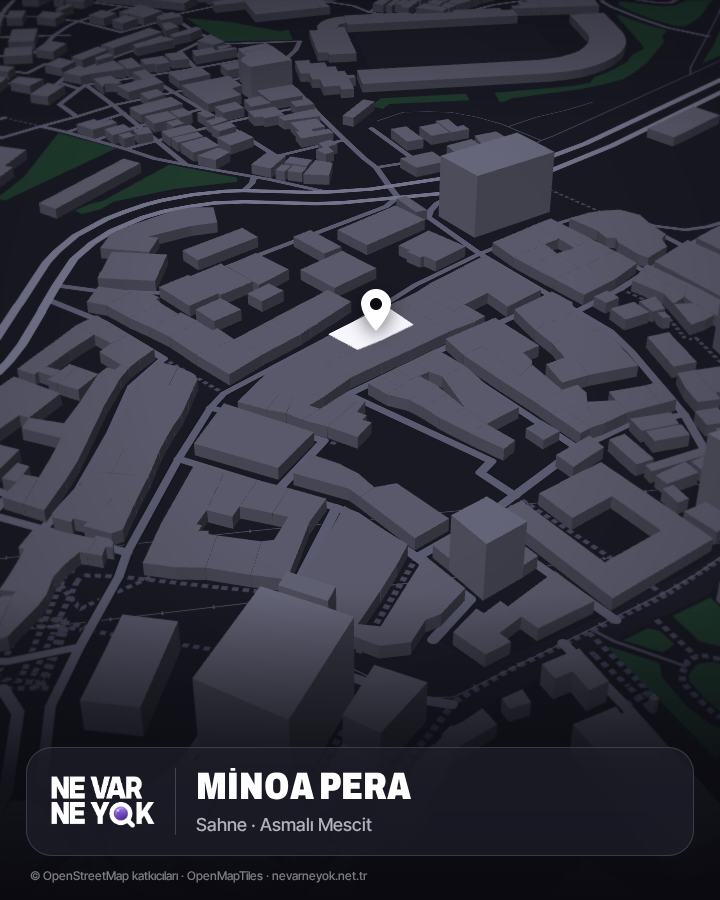 NE VAR
NE YOK
MİNOA PERA
Sahne · Asmalı Mescit
© OpenStreetMap katkıcıları · OpenMapTiles · nevarneyok.net.tr